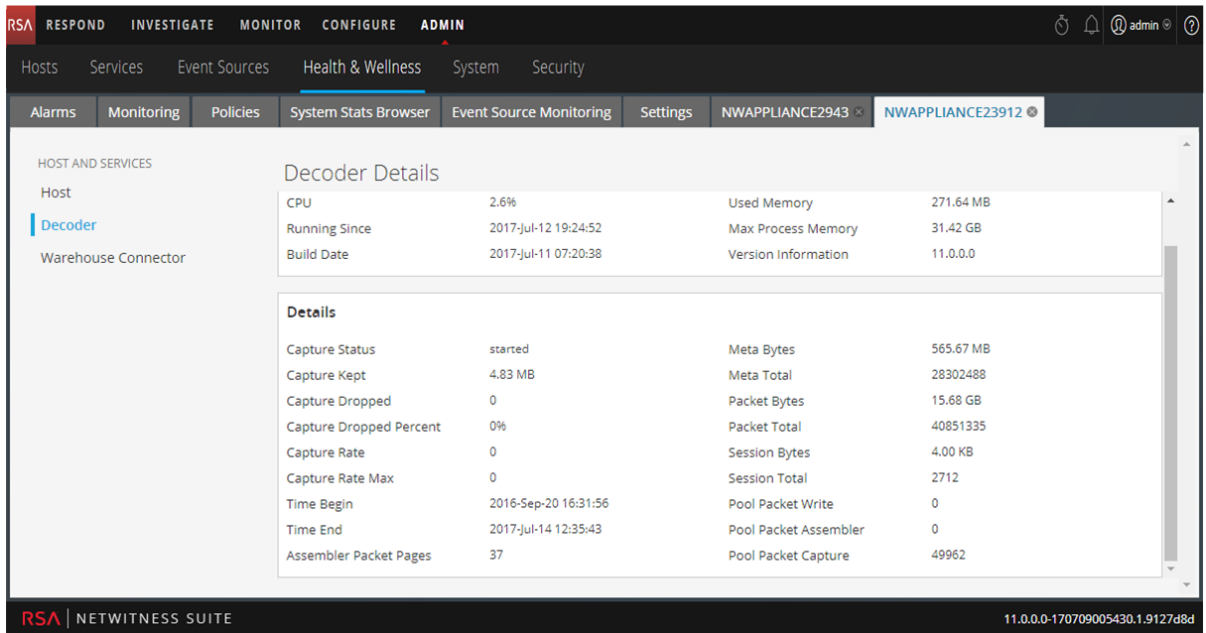 RSA RESPOND INVESTIGATE MONITOR CONFIGURE ADMIN admin ?
Hosts Services Event Sources Health & Wellness System Security
Alarms Monitoring Policies System Stats Browser Event Source Monitoring Settings NWAPPLIANCE2943 NWAPPLIANCE23912
HOST AND SERVICES
Host
Decoder
Warehouse Connector
Decoder Details
CPU 2.6% Used Memory 271.64 MB
Running Since 2017-Jul-12 19:24:52 Max Process Memory 31.42 GB
Build Date 2017-Jul-11 07:20:38 Version Information 11.0.0.0
Details
Capture Status started Meta Bytes 565.67 MB
Capture Kept 4.83 MB Meta Total 28302488
Capture Dropped 0 Packet Bytes 15.68 GB
Capture Dropped Percent 0% Packet Total 40851335
Capture Rate 0 Session Bytes 4.00 KB
Capture Rate Max 0 Session Total 2712
Time Begin 2016-Sep-20 16:31:56 Pool Packet Write 0
Time End 2017-Jul-14 12:35:43 Pool Packet Assembler 0
Assembler Packet Pages 37 Pool Packet Capture 49962
RSA | NETWITNESS SUITE 11.0.0.0-170709005430.1.9127d8d